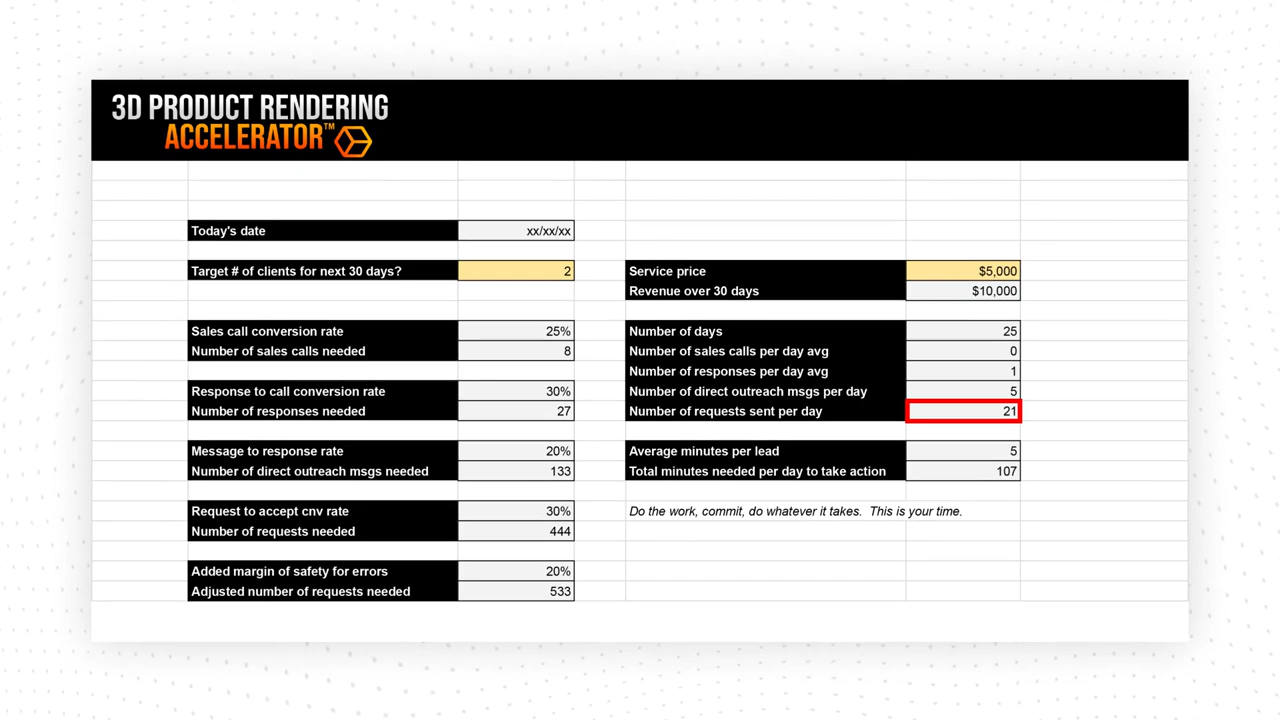 3D PRODUCT RENDERING
ACCELERATOR™
Today's date xx/xx/xx
Target # of clients for next 30 days? 2
Service price $5,000
Revenue over 30 days $10,000
Sales call conversion rate 25%
Number of sales calls needed 8
Number of days 25
Number of sales calls per day avg 0
Response to call conversion rate 30%
Number of responses needed 27
Number of responses per day avg 1
Number of direct outreach msgs per day 5
Number of requests sent per day 21
Message to response rate 20%
Number of direct outreach msgs needed 133
Average minutes per lead 5
Total minutes needed per day to take action 107
Request to accept cnv rate 30%
Number of requests needed 444
Do the work, commit, do whatever it takes. This is your time.
Added margin of safety for errors 20%
Adjusted number of requests needed 533